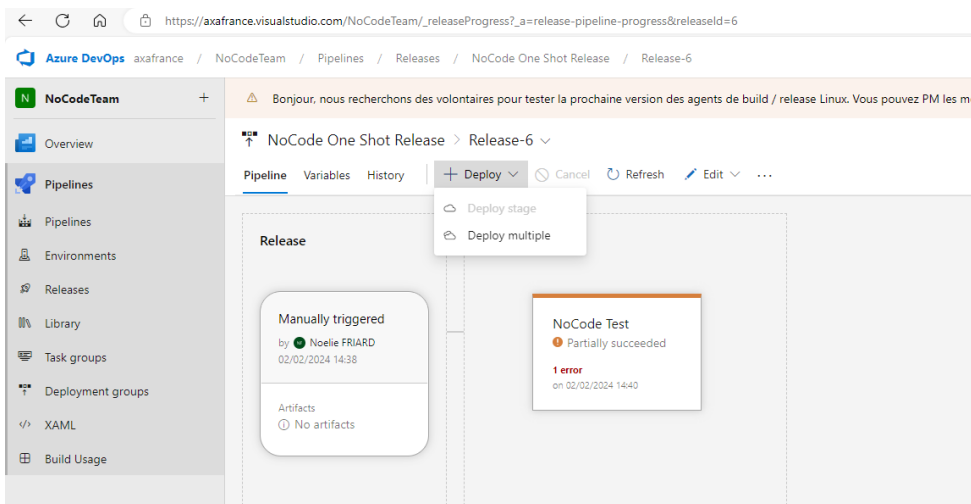 https://axafrance.visualstudio.com/NoCodeTeam/_releaseProgress?_a=release-pipeline-progress&releaseId=6
Azure DevOps axafrance / NoCodeTeam / Pipelines / Releases / NoCode One Shot Release / Release-6
N NoCodeTeam +
Bonjour, nous recherchons des volontaires pour tester la prochaine version des agents de build / release Linux. Vous pouvez PM les m
Overview
Pipelines
Pipelines
Environments
Releases
Library
Task groups
Deployment groups
XAML
Build Usage
NoCode One Shot Release > Release-6
Pipeline Variables History + Deploy Cancel Refresh Edit ...
Deploy stage
Deploy multiple
Release
Manually triggered
by Noelie FRIARD
02/02/2024 14:38
Artifacts
No artifacts
NoCode Test
Partially succeeded
1 error
on 02/02/2024 14:40